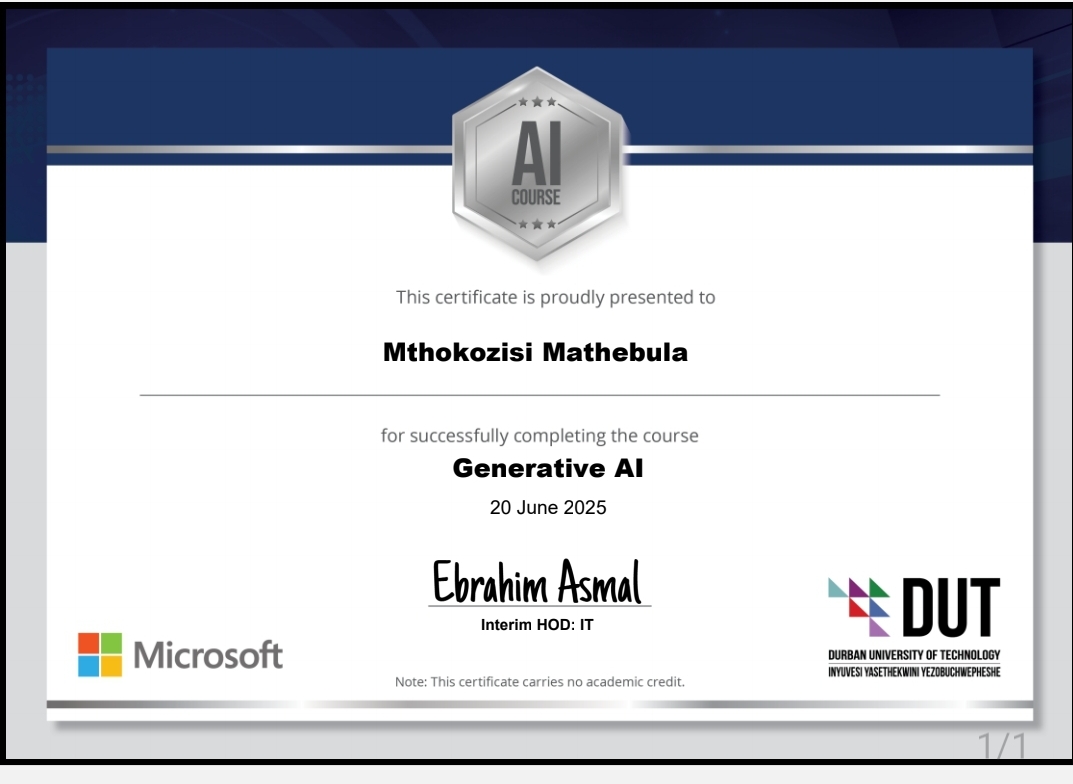 AI
COURSE
This certificate is proudly presented to
Mthokozisi Mathebula
for successfully completing the course
Generative AI
20 June 2025
Ebrahim Asmal
Interim HOD: IT
Microsoft
DUT
DURBAN UNIVERSITY OF TECHNOLOGY
INYUVESI YASETHEKWINI YEZOBUCHWEPHESHE
Note: This certificate carries no academic credit.
1/1